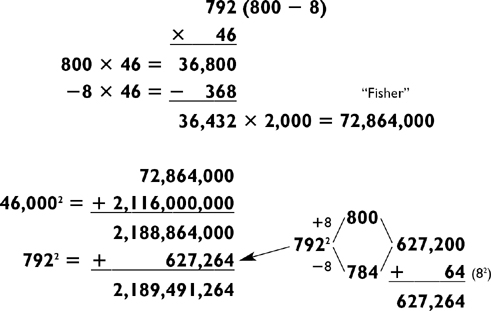 792 (800 − 8)
× 46
800 × 46 = 36,800
−8 × 46 = − 368
“Fisher”
36,432 × 2,000 = 72,864,000
72,864,000
46,000² = + 2,116,000,000
2,188,864,000
792² = + 627,264
2,189,491,264
+8 800
792² 627,200
−8 784 + 64 (8²)
627,264